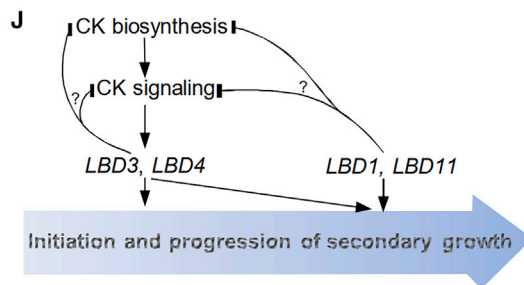 J
CK biosynthesis
?
CK signaling
?
LBD3, LBD4
LBD1, LBD11
Initiation and progression of secondary growth